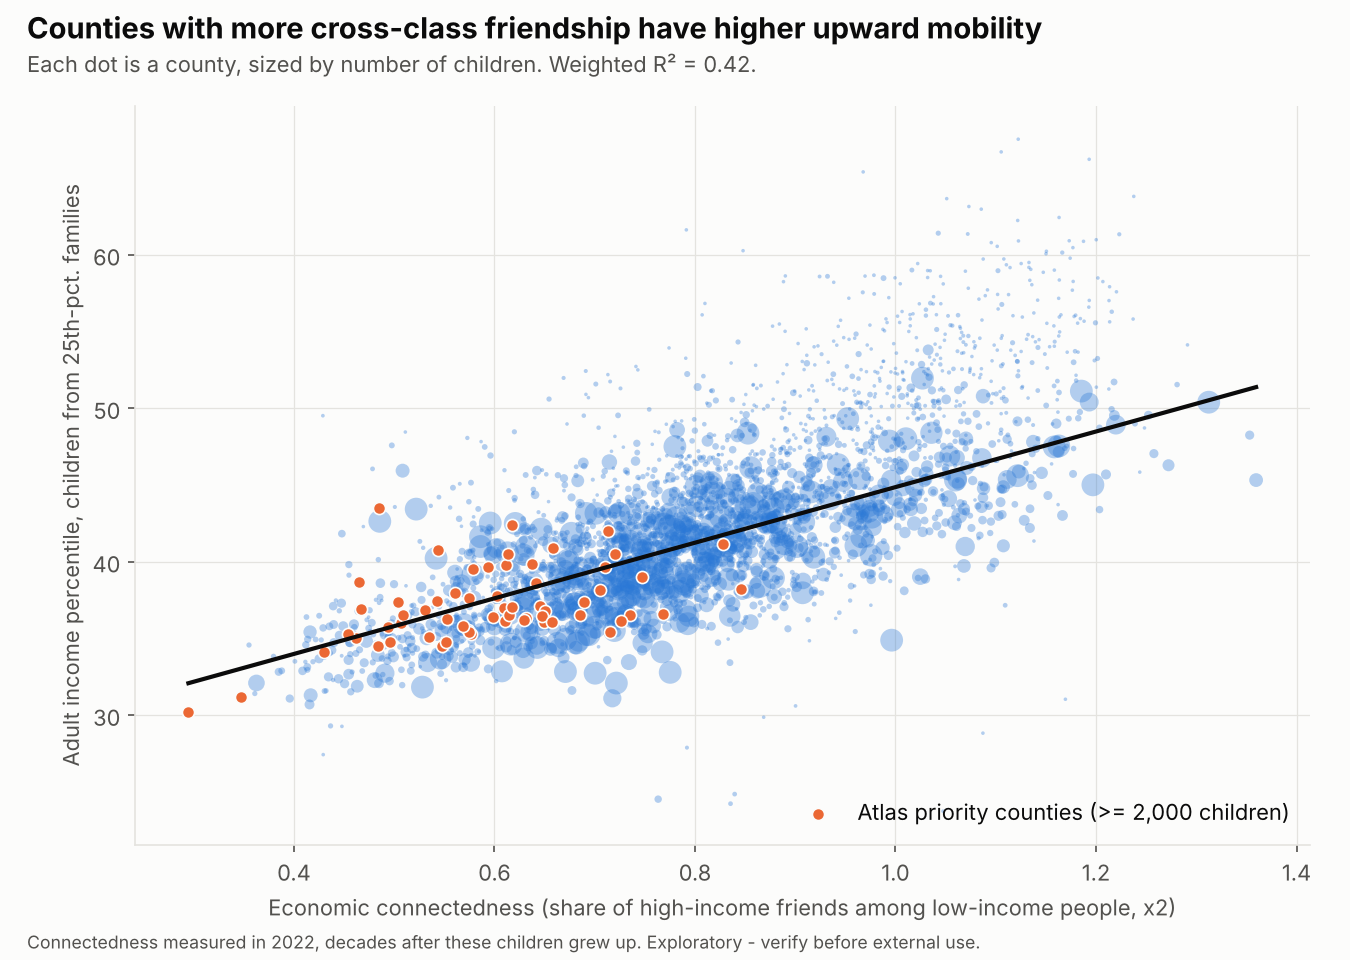 Counties with more cross-class friendship have higher upward mobility
Each dot is a county, sized by number of children. Weighted R² = 0.42.
Adult income percentile, children from 25th-pct. families
60
50
40
30
Atlas priority counties (>= 2,000 children)
0.4
0.6
0.8
1.0
1.2
1.4
Economic connectedness (share of high-income friends among low-income people, x2)
Connectedness measured in 2022, decades after these children grew up. Exploratory - verify before external use.